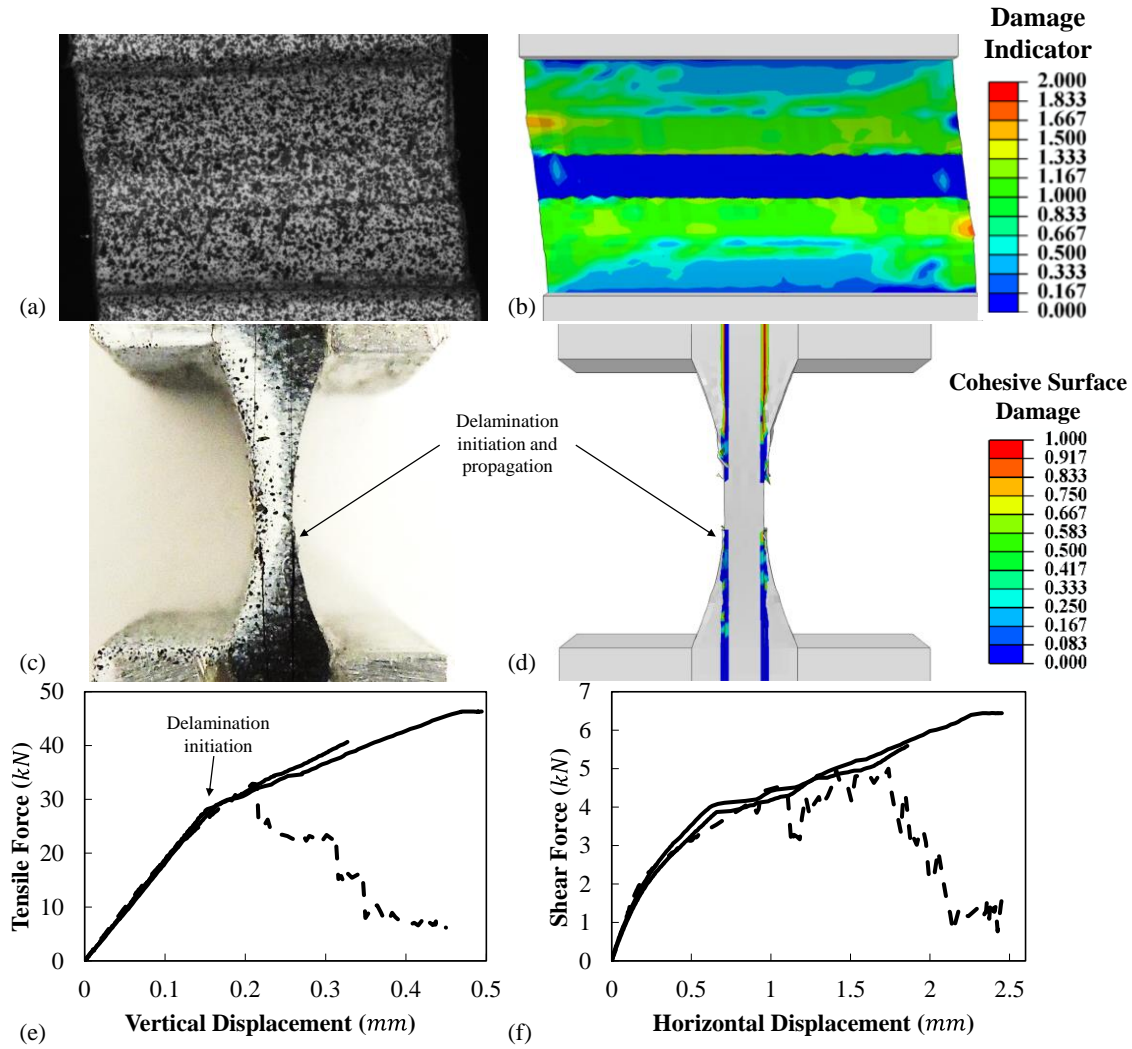 Damage
Indicator
2.000
1.833
1.667
1.500
1.333
1.167
1.000
0.833
0.667
0.500
0.333
0.167
0.000
(a)
(b)
Cohesive Surface
Damage
1.000
0.917
0.833
0.750
0.667
0.583
0.500
0.417
0.333
0.250
0.167
0.083
0.000
Delamination
initiation and
propagation
(c)
(d)
50
40
30
20
10
0
Tensile Force (kN)
Delamination
initiation
0 0.1 0.2 0.3 0.4 0.5
(e)
Vertical Displacement (mm)
7
6
5
4
3
2
1
0
Shear Force (kN)
0 0.5 1 1.5 2 2.5
(f)
Horizontal Displacement (mm)